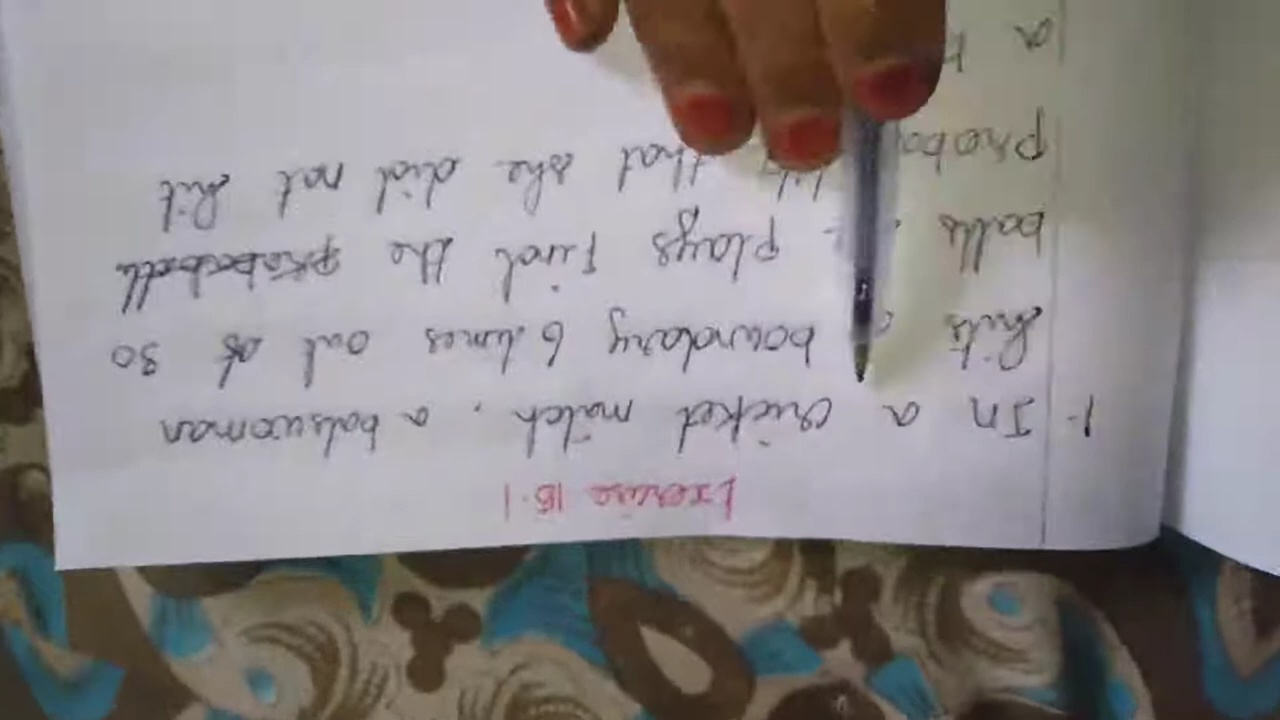 Exercise 15.1
1. In a cricket match, a batswoman
hits a boundary 6 times out of 30
balls plays find the
that she did not hit
a